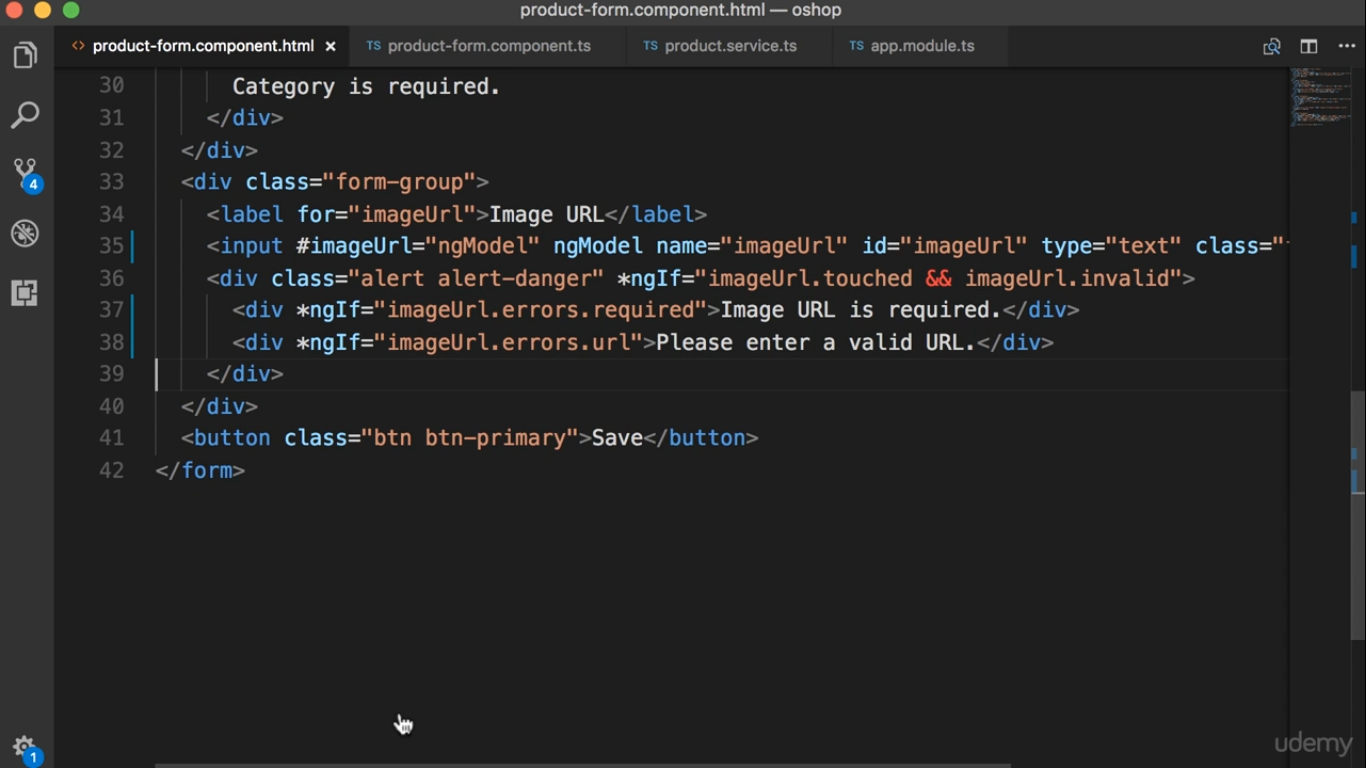 product-form.component.html — oshop
<> product-form.component.html × TS product-form.component.ts TS product.service.ts TS app.module.ts
30 Category is required.
31 </div>
32 </div>
33 <div class="form-group">
34 <label for="imageUrl">Image URL</label>
35 <input #imageUrl="ngModel" ngModel name="imageUrl" id="imageUrl" type="text" class="
36 <div class="alert alert-danger" *ngIf="imageUrl.touched && imageUrl.invalid">
37 <div *ngIf="imageUrl.errors.required">Image URL is required.</div>
38 <div *ngIf="imageUrl.errors.url">Please enter a valid URL.</div>
39 </div>
40 </div>
41 <button class="btn btn-primary">Save</button>
42 </form>
4
1
udemy